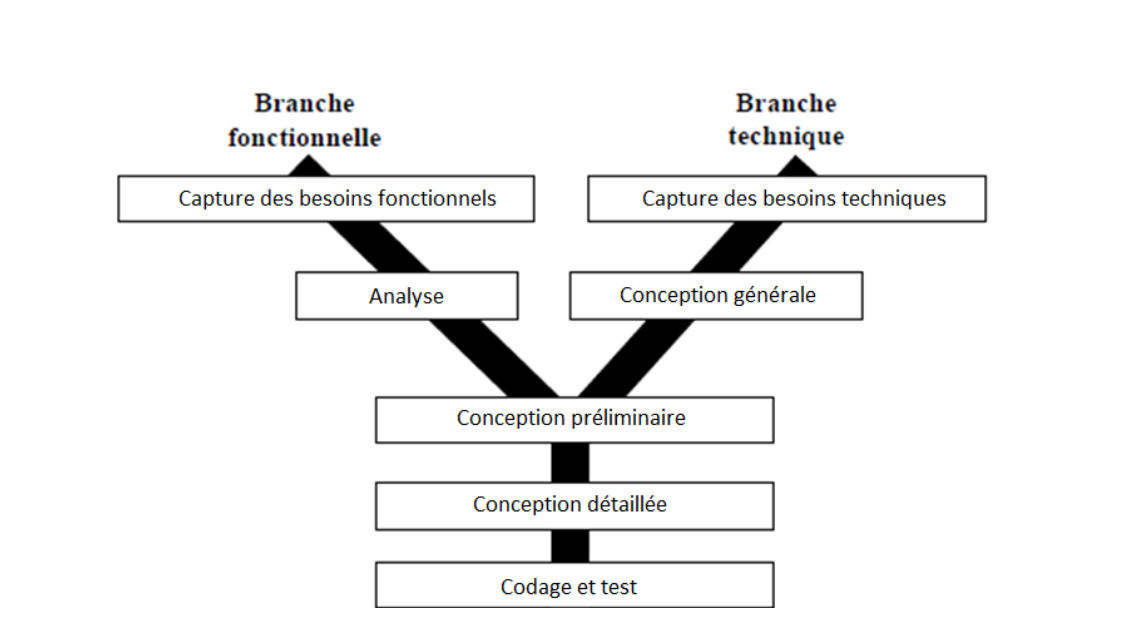 Branche
fonctionnelle
Branche
technique
Capture des besoins fonctionnels
Capture des besoins techniques
Analyse
Conception générale
Conception préliminaire
Conception détaillée
Codage et test